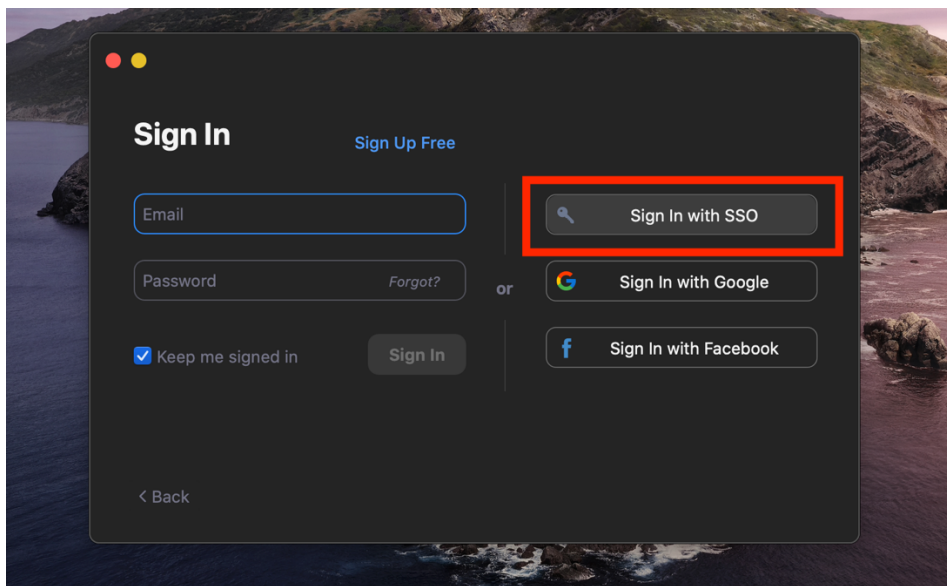 Sign In
Sign Up Free
Email
Password
Forgot?
Keep me signed in
Sign In
or
Sign In with SSO
Sign In with Google
Sign In with Facebook
< Back